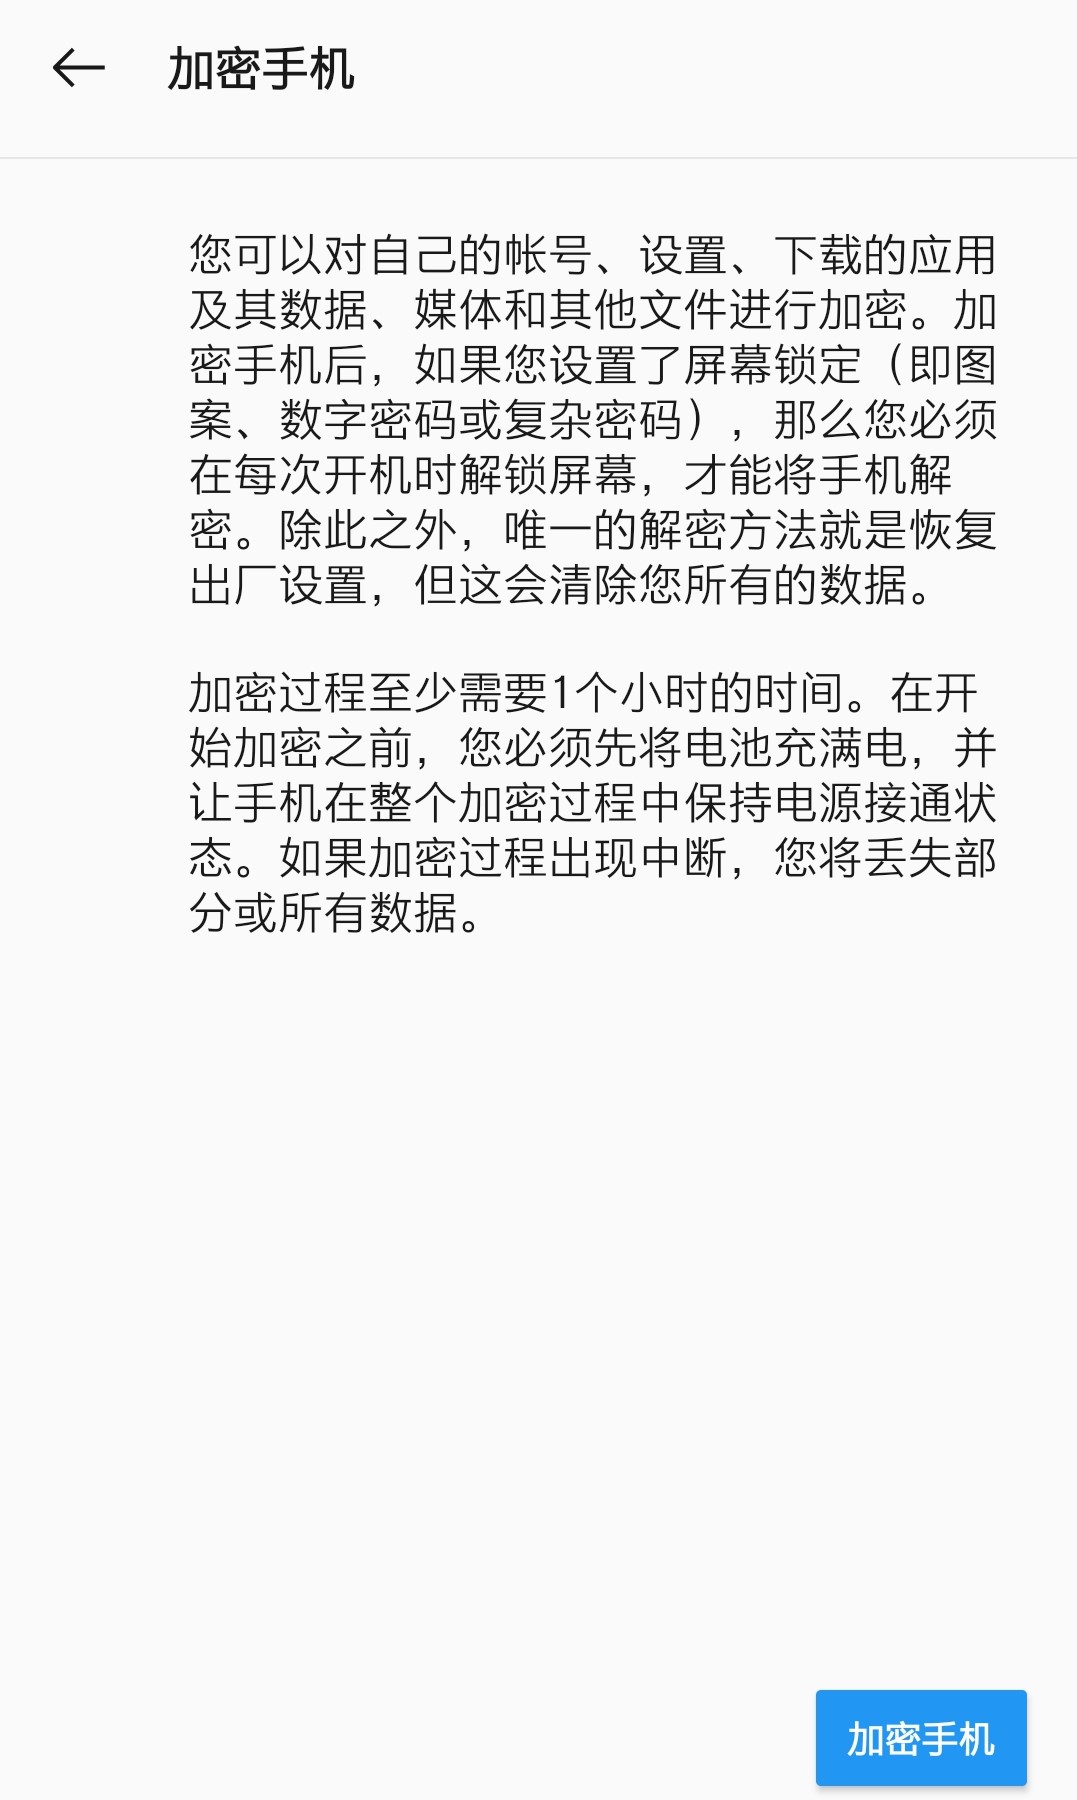 加密手机
您可以对自己的帐号、设置、下载的应用
及其数据、媒体和其他文件进行加密。加
密手机后，如果您设置了屏幕锁定（即图
案、数字密码或复杂密码），那么您必须
在每次开机时解锁屏幕，才能将手机解
密。除此之外，唯一的解密方法就是恢复
出厂设置，但这会清除您所有的数据。
加密过程至少需要1个小时的时间。在开
始加密之前，您必须先将电池充满电，并
让手机在整个加密过程中保持电源接通状
态。如果加密过程出现中断，您将丢失部
分或所有数据。
加密手机